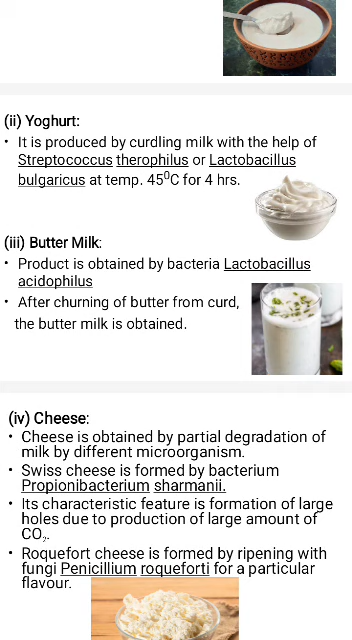 (ii) Yoghurt:
• It is produced by curdling milk with the help of
Streptococcus therophilus or Lactobacillus
bulgaricus at temp. 45⁰C for 4 hrs.
(iii) Butter Milk:
• Product is obtained by bacteria Lactobacillus
acidophilus
• After churning of butter from curd,
the butter milk is obtained.
(iv) Cheese:
• Cheese is obtained by partial degradation of
milk by different microorganism.
• Swiss cheese is formed by bacterium
Propionibacterium sharmanii.
• Its characteristic feature is formation of large
holes due to production of large amount of
CO₂.
• Roquefort cheese is formed by ripening with
fungi Penicillium roqueforti for a particular
flavour.